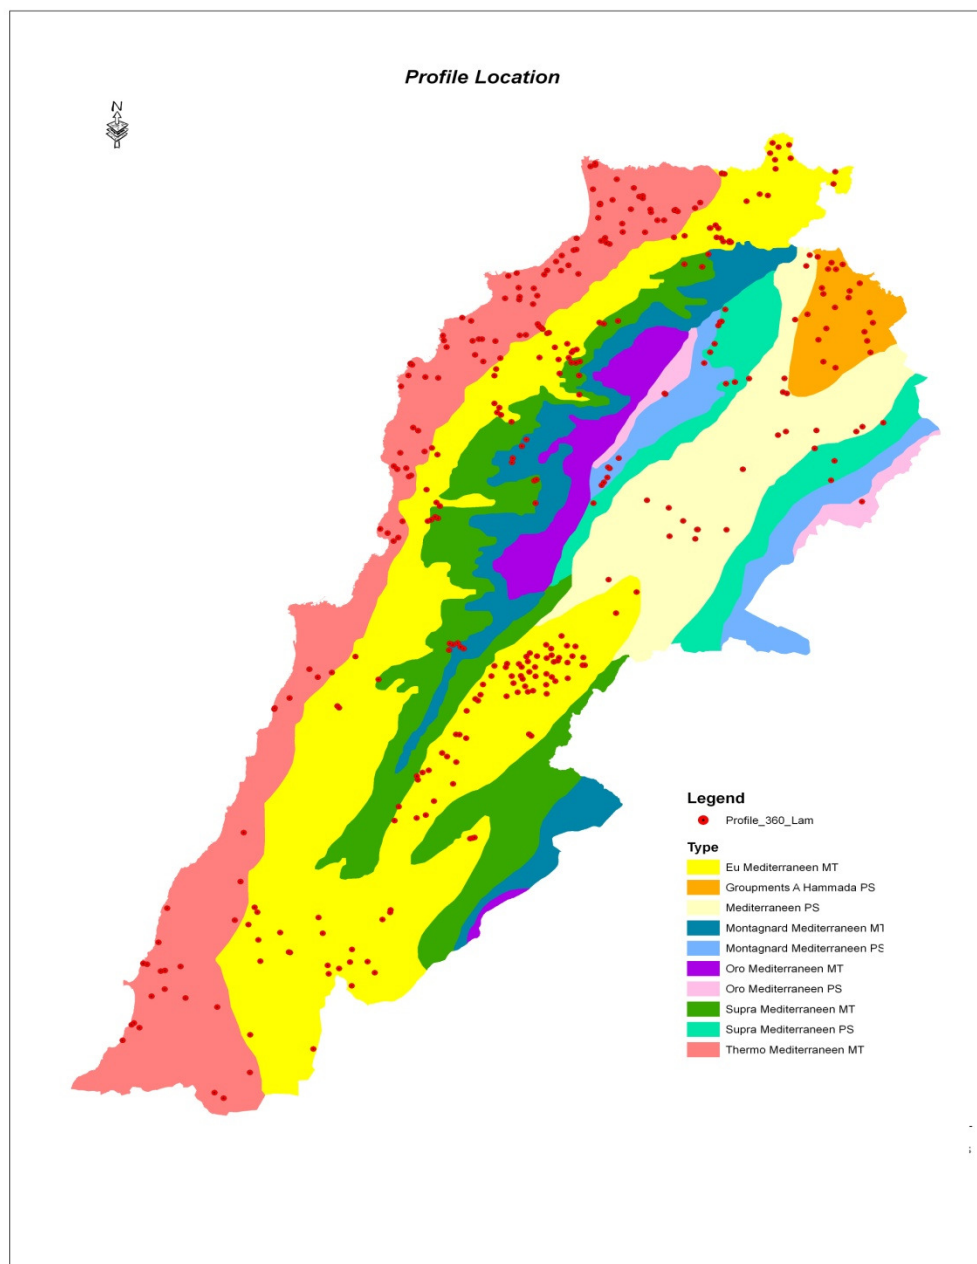 Profile Location
N
Legend
Profile_360_Lam
Type
Eu Mediterraneen MT
Groupments A Hammada PS
Mediterraneen PS
Montagnard Mediterraneen MT
Montagnard Mediterraneen PS
Oro Mediterraneen MT
Oro Mediterraneen PS
Supra Mediterraneen MT
Supra Mediterraneen PS
Thermo Mediterraneen MT